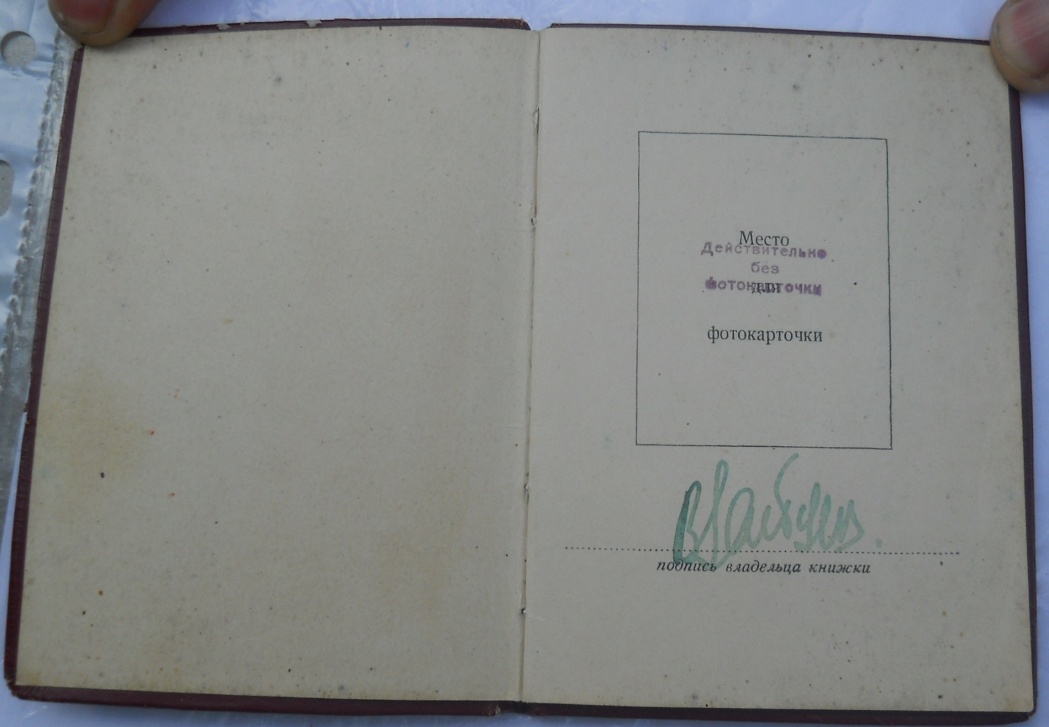 Место
Действительно
без
фотокарточки
для
фотокарточки
подпись владельца книжки